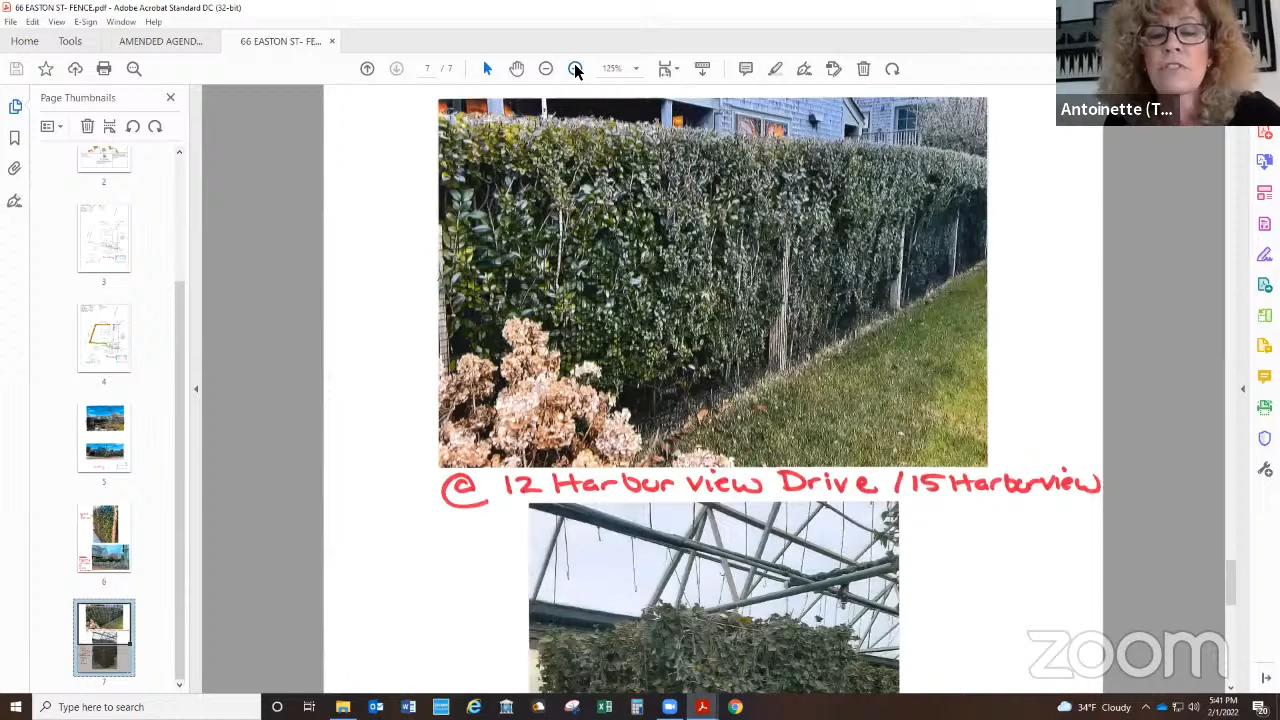 66 EASTON ST- FENCE.pdf - Adobe Acrobat Standard DC (32-bit)
File Edit View E-Sign Window Help
Home Tools AMENDED AGEND... 66 EASTON ST- FE... ×
7 / 7 125%
Page Thumbnails
2
3
4
5
6
7
@ 12 Harbor view Drive / 15 Harborview
Antoinette (T...
zoom
Type here to search
34°F Cloudy
5:41 PM
2/1/2022
20